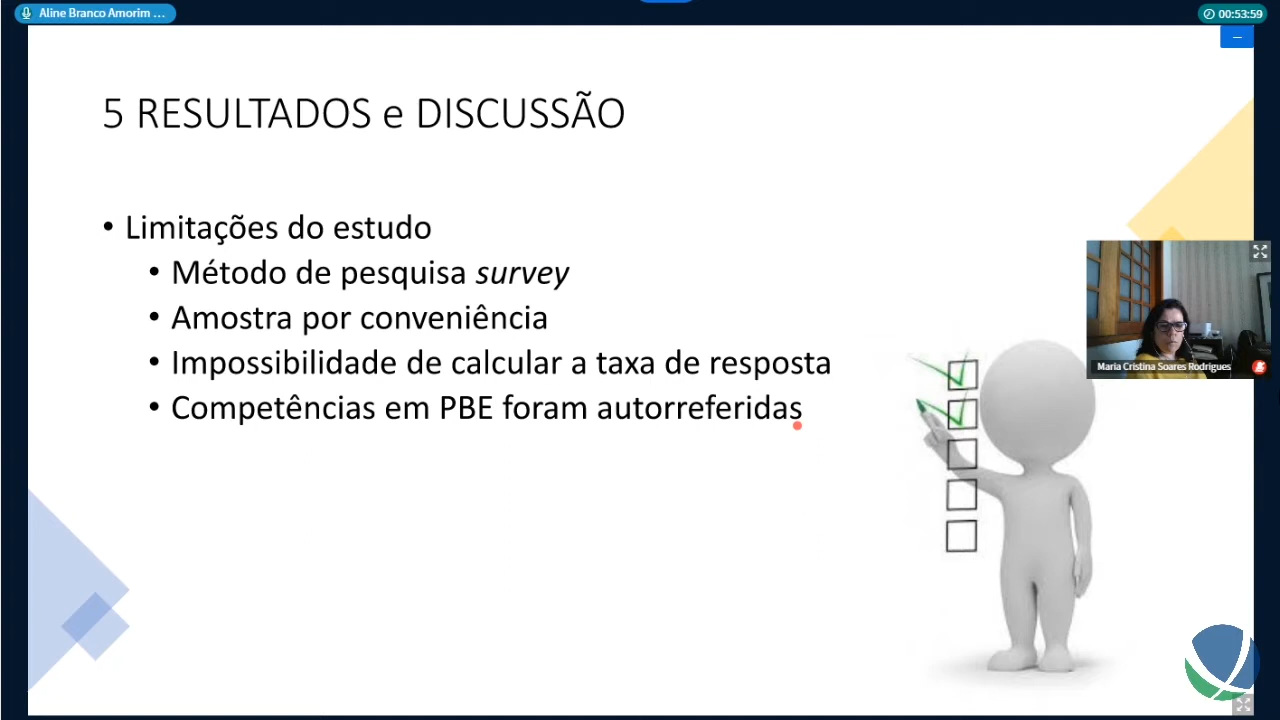 Aline Branco Amorim ...
00:53:59
5 RESULTADOS e DISCUSSÃO
• Limitações do estudo
• Método de pesquisa survey
• Amostra por conveniência
• Impossibilidade de calcular a taxa de resposta
• Competências em PBE foram autorreferidas
Maria Cristina Soares Rodrigues